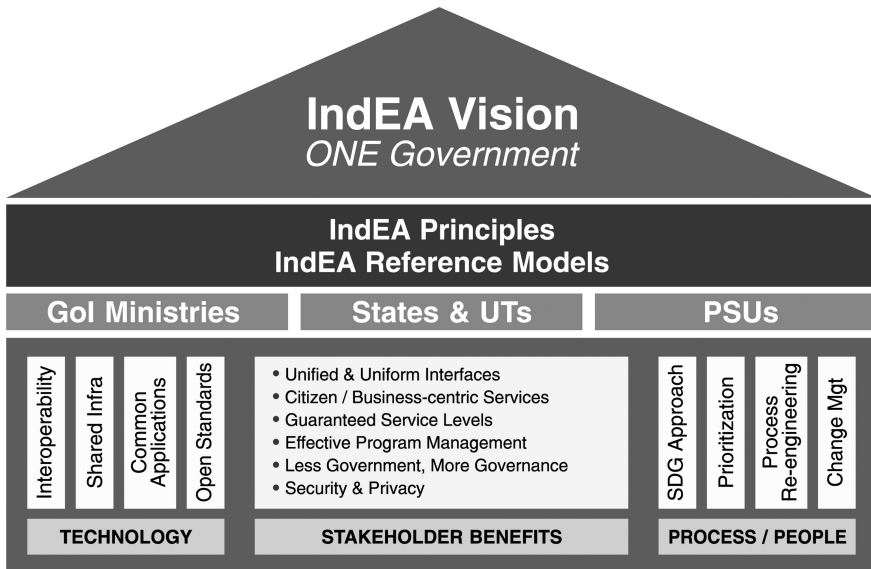 IndEA Vision
ONE Government
IndEA Principles
IndEA Reference Models
GoI Ministries
States & UTs
PSUs
Interoperability
Shared Infra
Common
Applications
Open Standards
TECHNOLOGY
• Unified & Uniform Interfaces
• Citizen / Business-centric Services
• Guaranteed Service Levels
• Effective Program Management
• Less Government, More Governance
• Security & Privacy
STAKEHOLDER BENEFITS
SDG Approach
Prioritization
Process
Re-engineering
Change Mgt
PROCESS / PEOPLE